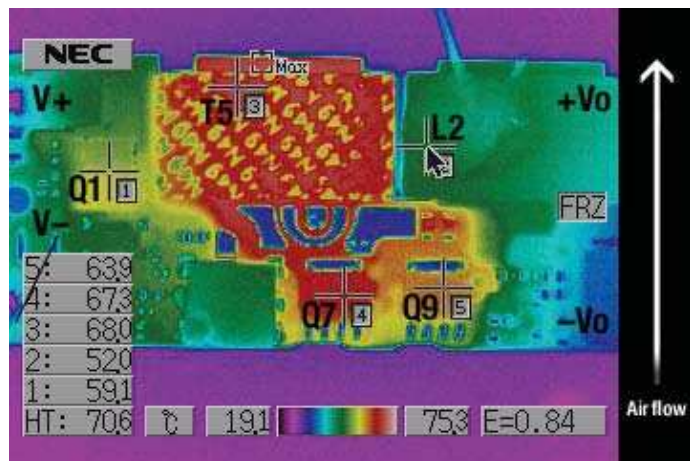 NEC
Max
V+
T5 3
+Vo
L2
Q1 1
FRZ
V-
5: 63.9
4: 67.3
3: 68.0
2: 52.0
1: 59.1
Q7 4
Q9 5
-Vo
HT: 70.6 ℃ 19.1 75.3 E=0.84
Air flow